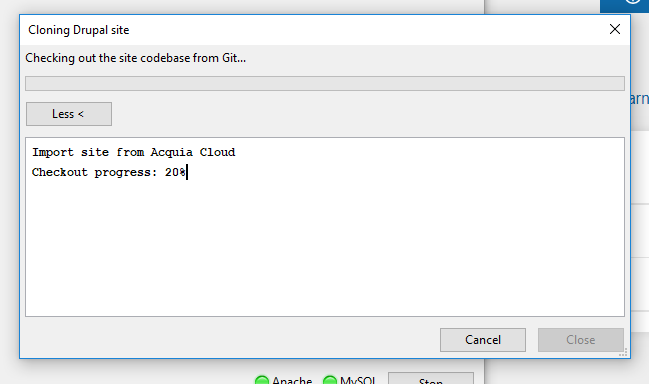 Cloning Drupal site
Checking out the site codebase from Git...
Less <
Import site from Acquia Cloud
Checkout progress: 20%
Cancel
Close
Apache
MySQL
Stop